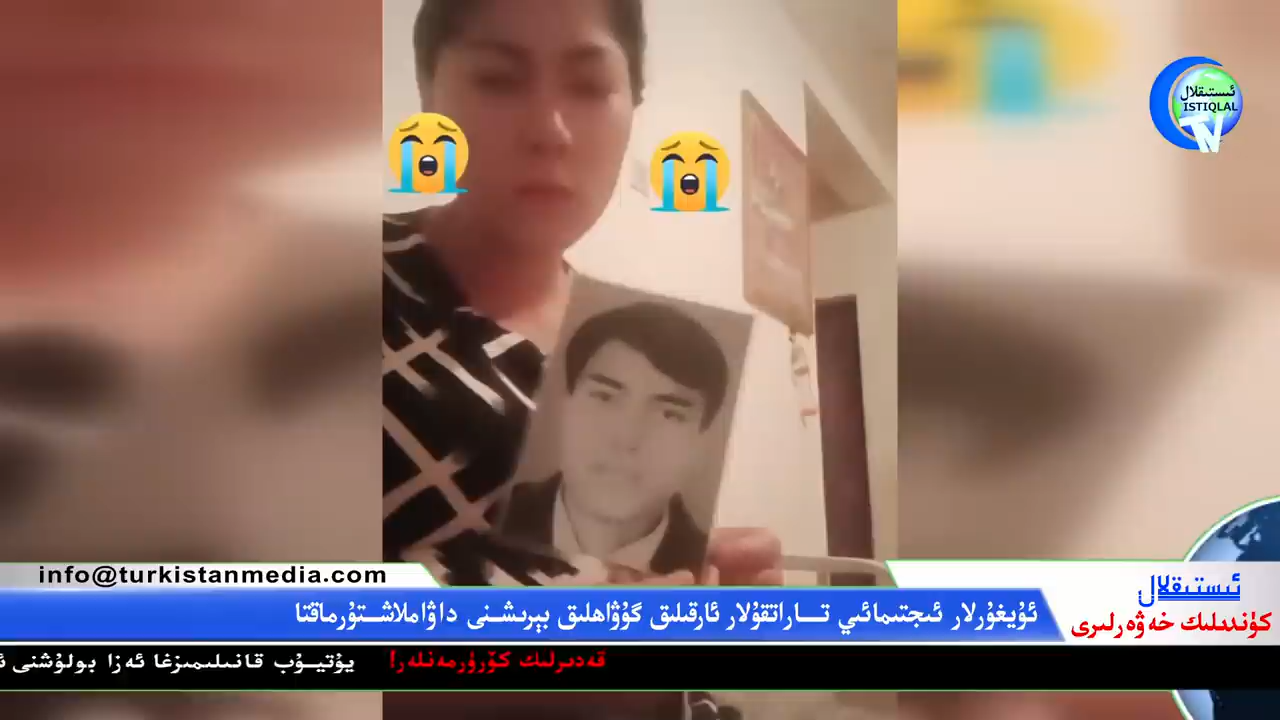 ئىستىقلال
ISTIQLAL
TV
info@turkistanmedia.com
ئىستىقلال
ئۇيغۇرلار ئىجتىمائىي تاراتقۇلار ئارقىلىق گۇۋاھلىق بېرىشنى داۋاملاشتۇرماقتا
كۈندىلىك خەۋەرلىرى
قەدىرلىك كۆرۈرمەنلەر! يۇتيۇب قانىلىمىزغا ئەزا بولۇشنى